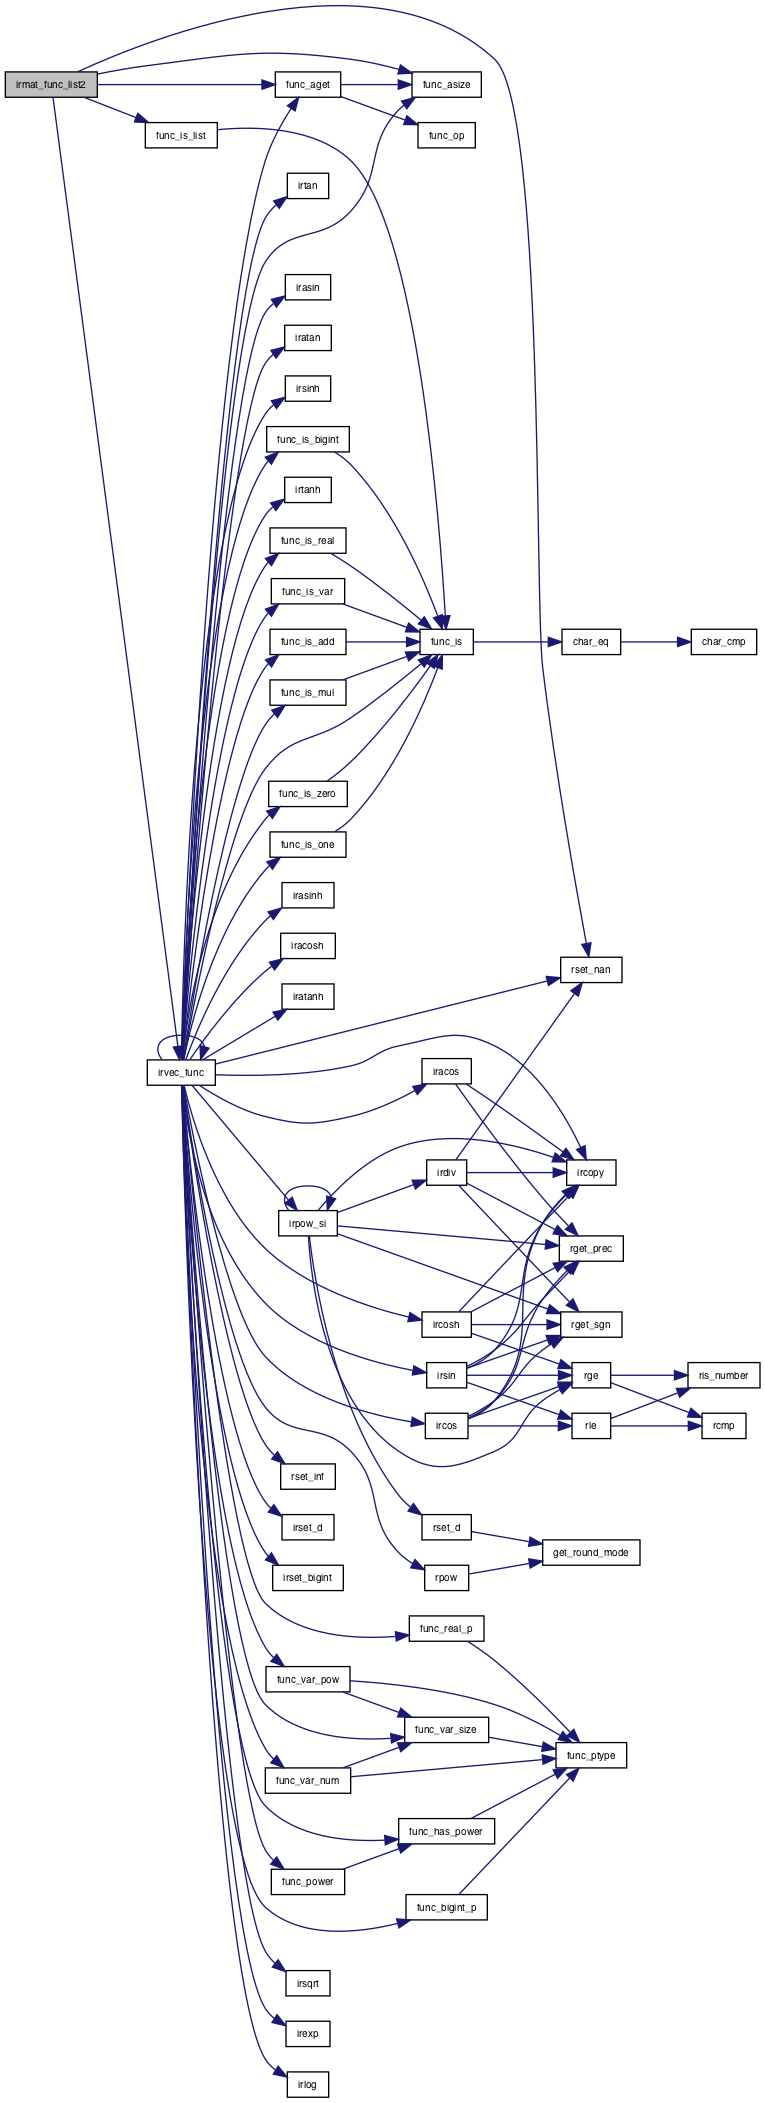 irmat_func_list2
func_aget
func_asize
func_is_list
func_op
irtan
irasin
iratan
irsinh
func_is_bigint
irtanh
func_is_real
func_is_var
func_is_add
func_is
char_eq
char_cmp
func_is_mul
func_is_zero
func_is_one
irasinh
iracosh
rset_nan
iratanh
irvec_func
iracos
irdiv
ircopy
irpow_si
rget_prec
ircosh
rget_sgn
irsin
rge
ris_number
ircos
rle
rcmp
rset_inf
irset_d
rset_d
get_round_mode
irset_bigint
rpow
func_real_p
func_var_pow
func_var_size
func_ptype
func_var_num
func_has_power
func_power
func_bigint_p
irsqrt
irexp
irlog